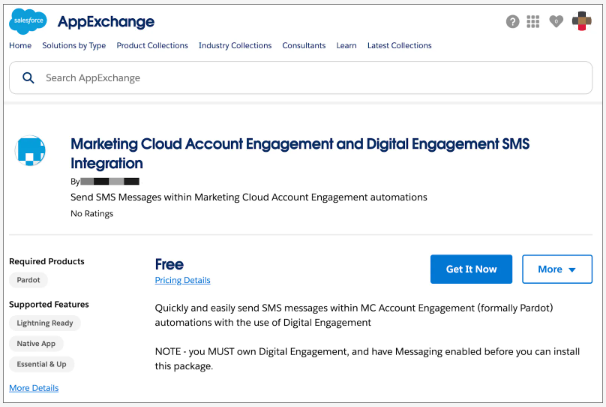 salesforce AppExchange
Home Solutions by Type Product Collections Industry Collections Consultants Learn Latest Collections
Search AppExchange
Marketing Cloud Account Engagement and Digital Engagement SMS
Integration
By
Send SMS Messages within Marketing Cloud Account Engagement automations
No Ratings
Required Products
Pardot
Supported Features
Lightning Ready
Native App
Essential & Up
More Details
Free
Pricing Details
Get It Now
More
Quickly and easily send SMS messages within MC Account Engagement (formally Pardot)
automations with the use of Digital Engagement
NOTE - you MUST own Digital Engagement, and have Messaging enabled before you can install
this package.